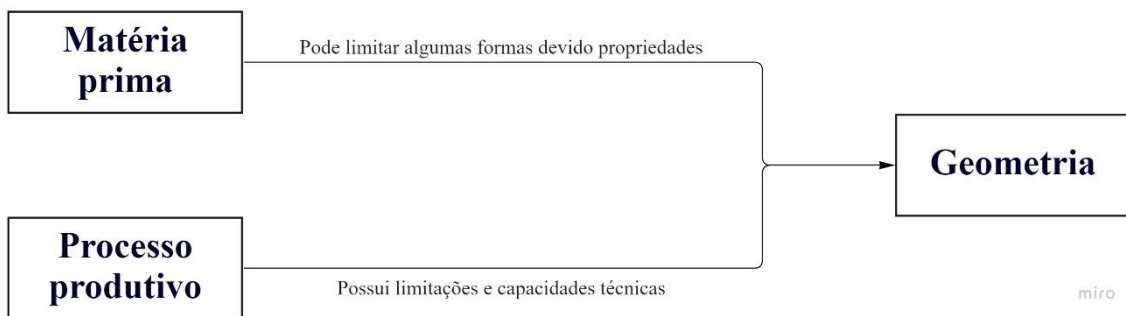 Matéria
prima
Pode limitar algumas formas devido propriedades
Geometria
Processo
produtivo
Possui limitações e capacidades técnicas
miro